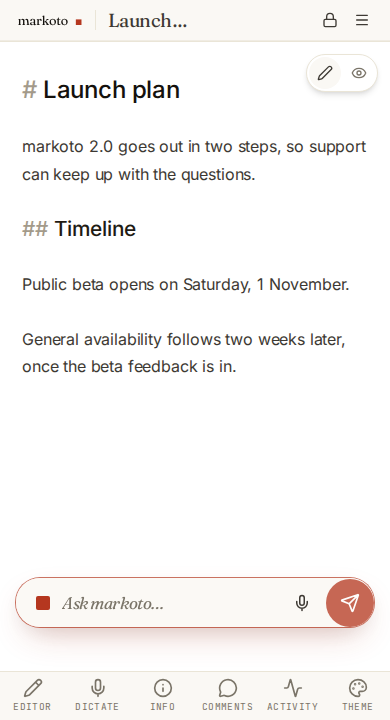 markoto
Launch...
# Launch plan
markoto 2.0 goes out in two steps, so support
can keep up with the questions.
## Timeline
Public beta opens on Saturday, 1 November.
General availability follows two weeks later,
once the beta feedback is in.
Ask markoto...
EDITOR DICTATE INFO COMMENTS ACTIVITY THEME